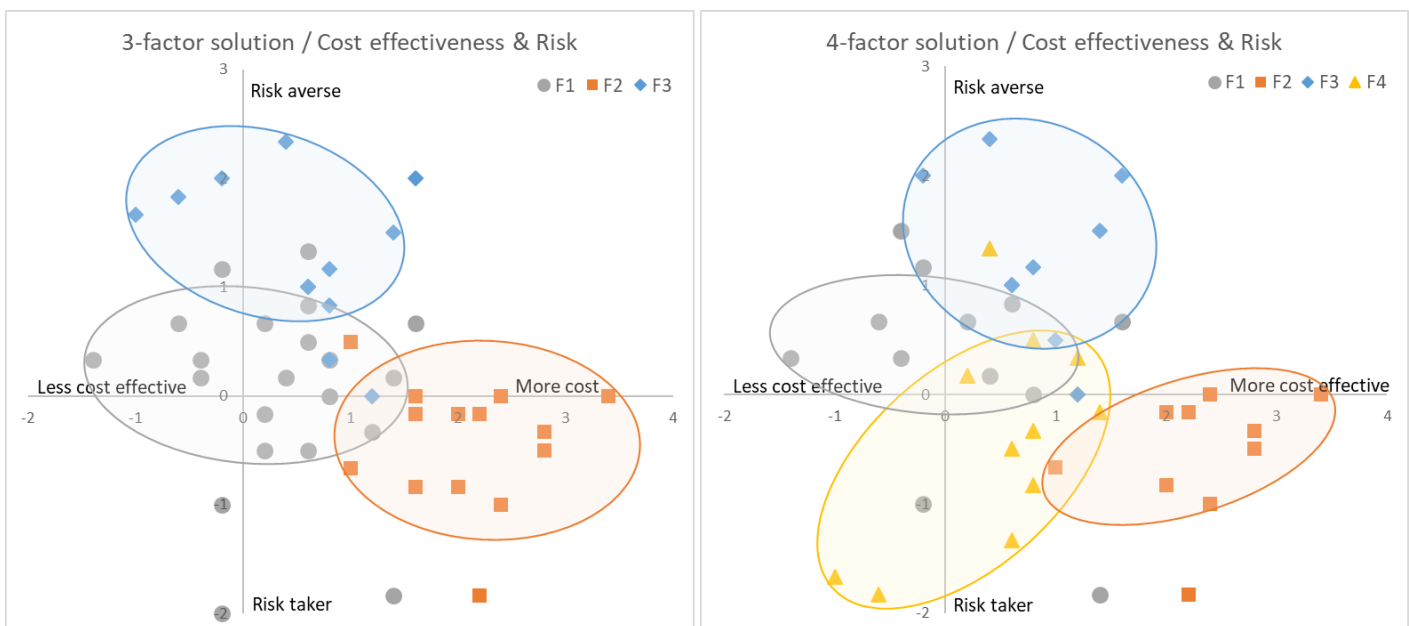 3-factor solution / Cost effectiveness & Risk
3
Risk averse
F1 F2 F3
2
1
Less cost effective
More cost
0
-2 -1 0 1 2 3 4
-1
Risk taker
-2
4-factor solution / Cost effectiveness & Risk
3
Risk averse
F1 F2 F3 F4
2
1
Less cost effective
More cost effective
0
-2 -1 0 1 2 3 4
-1
Risk taker
-2